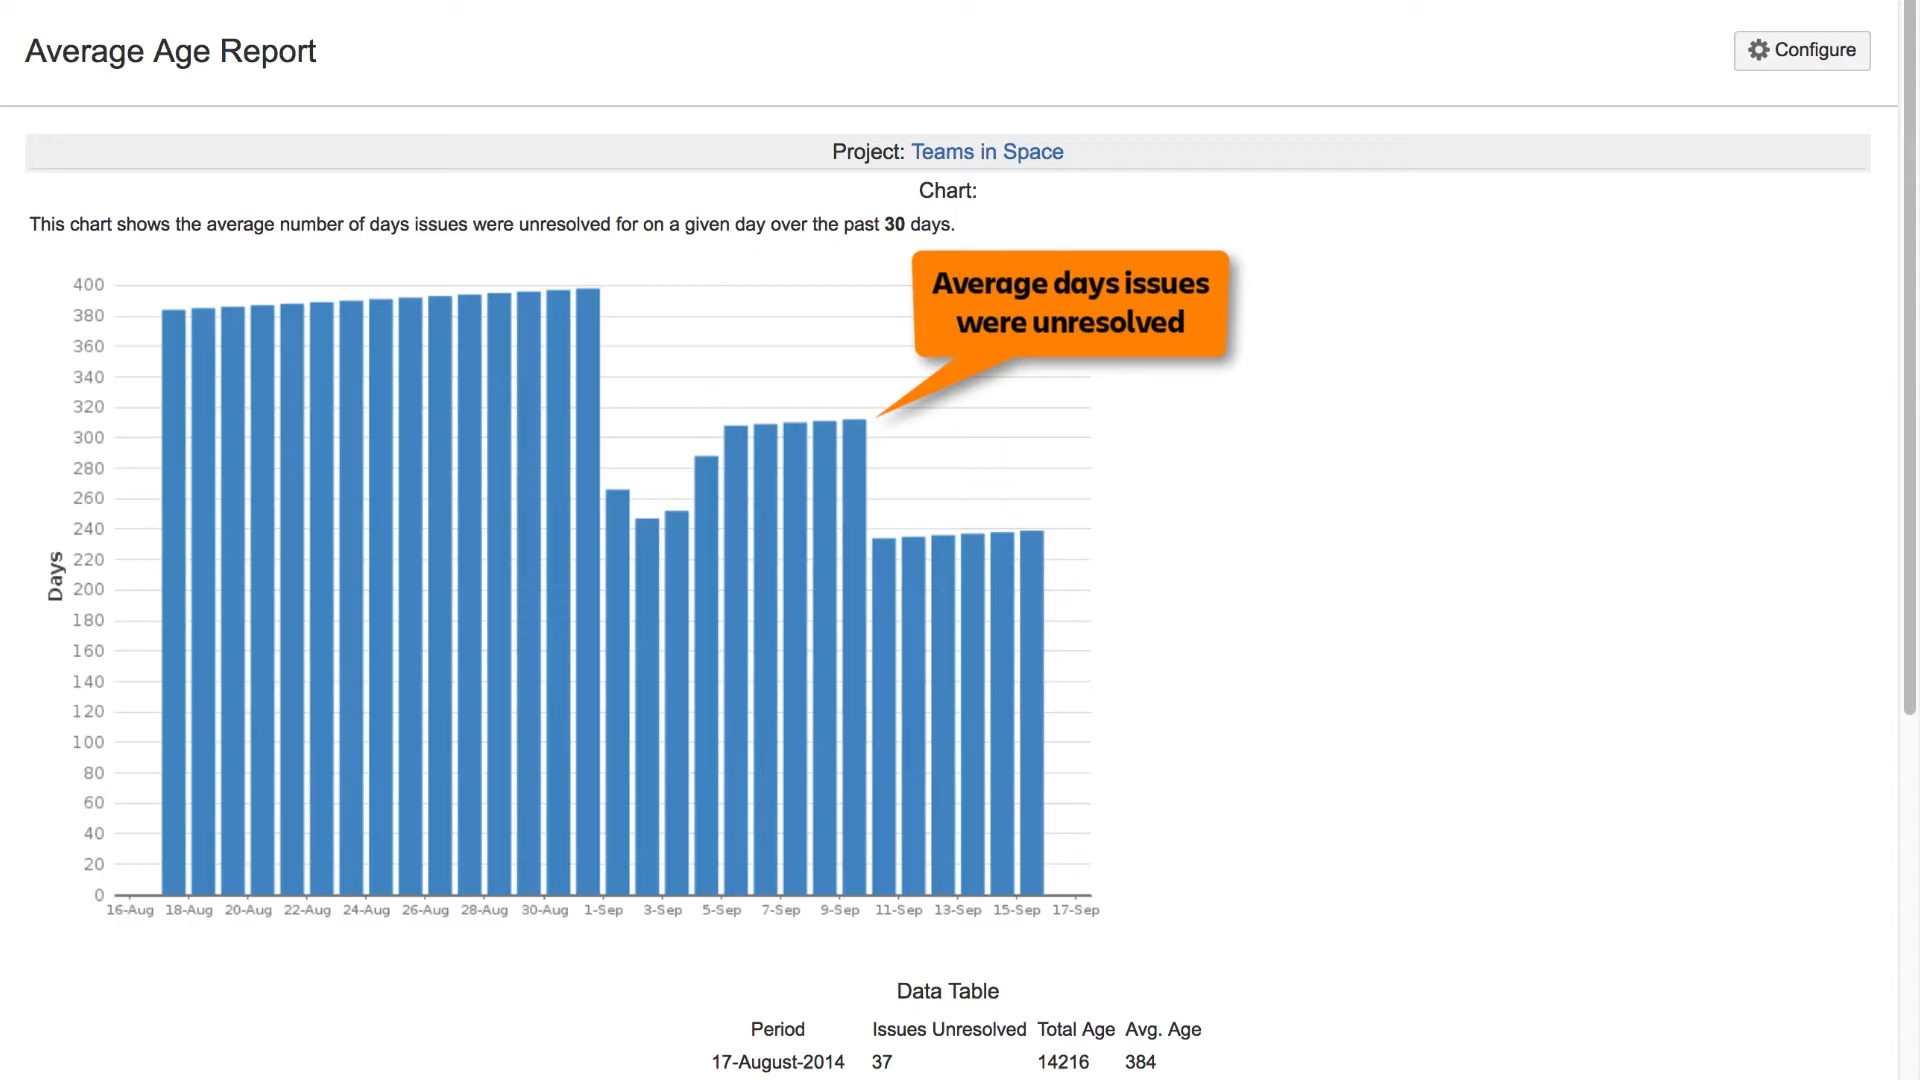 Average Age Report
Configure
Project: Teams in Space
Chart:
This chart shows the average number of days issues were unresolved for on a given day over the past 30 days.
Average days issues
were unresolved
400
380
360
340
320
300
280
260
240
220
200
180
160
140
120
100
80
60
40
20
0
Days
16-Aug 18-Aug 20-Aug 22-Aug 24-Aug 26-Aug 28-Aug 30-Aug 1-Sep 3-Sep 5-Sep 7-Sep 9-Sep 11-Sep 13-Sep 15-Sep 17-Sep
Data Table
Period Issues Unresolved Total Age Avg. Age
17-August-2014 37 14216 384